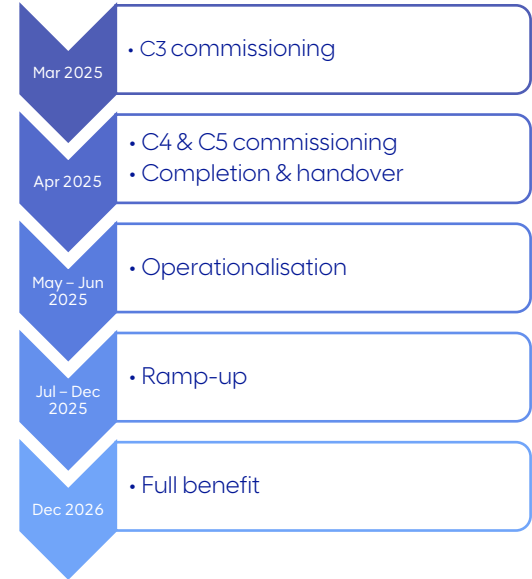 Mar 2025
• C3 commissioning
Apr 2025
• C4 & C5 commissioning
• Completion & handover
May – Jun
2025
• Operationalisation
Jul – Dec
2025
• Ramp-up
Dec 2026
• Full benefit